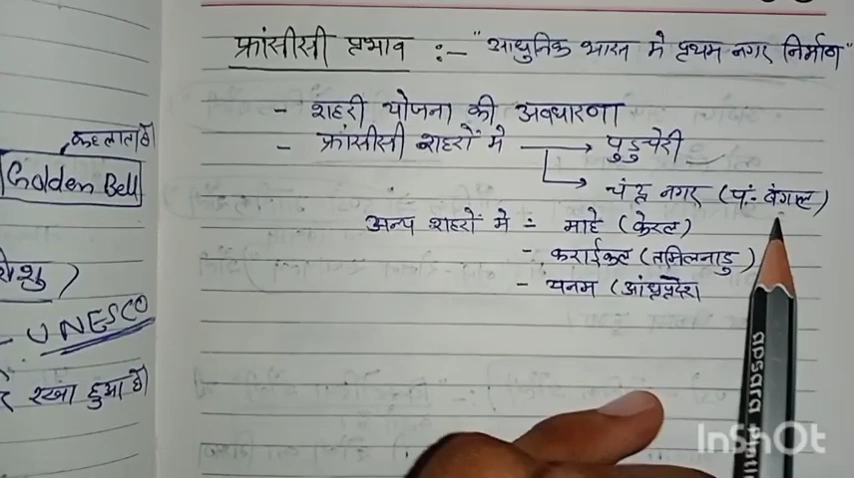 फ्रांसीसी प्रभाव :- "आधुनिक भारत मे प्रथम नगर निर्माण"
- शहरी योजना की अवधारणा
- फ्रांसीसी शहरों मे → पुडुचेरी
→ चंद्र नगर (प॰ बंगाल)
अन्य शहरों मे :- माहे (केरल)
- कराईकल (तमिलनाडु)
- यनम (आंध्रप्रदेश
कहलाता है
Golden Bell
)
- UNESCO
रखा हुआ है
apsara
InShOt